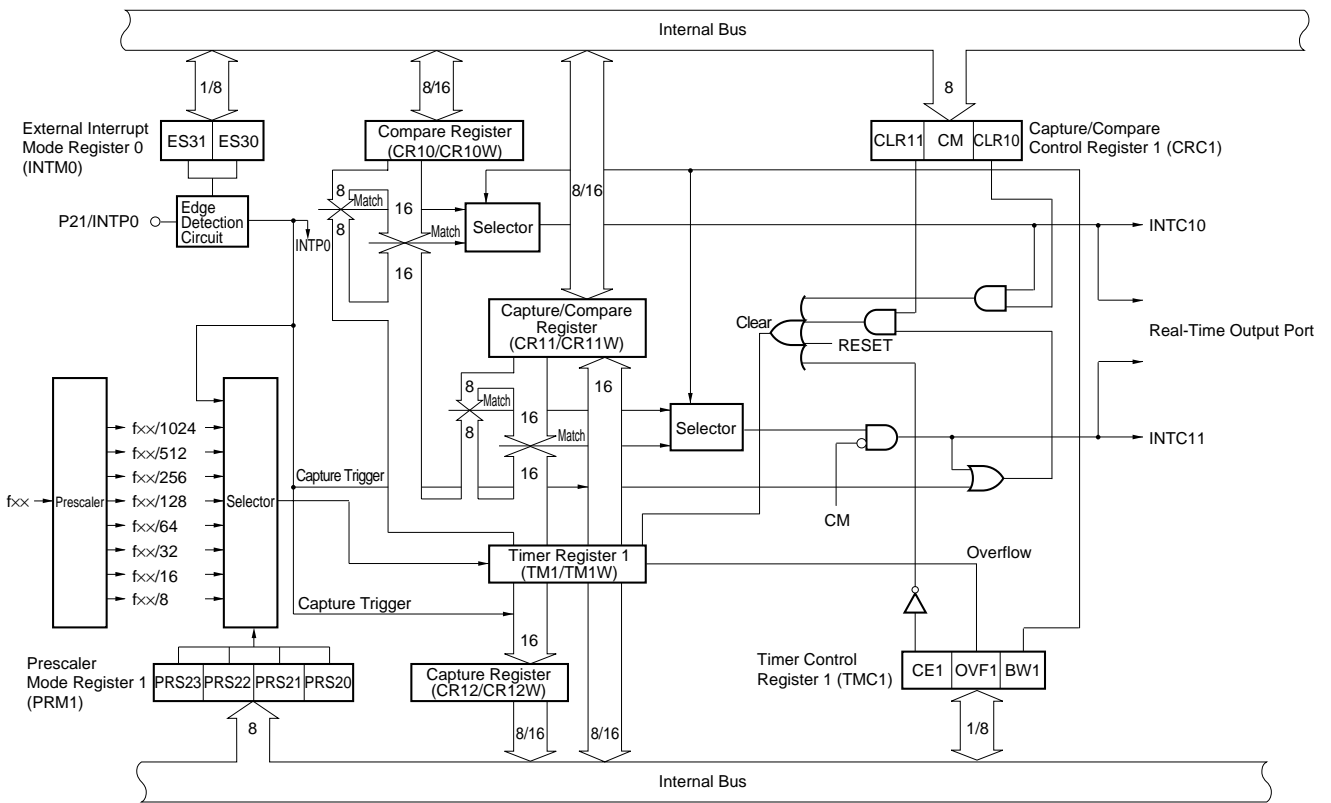 Internal Bus
1/8
8/16
8
External Interrupt
Mode Register 0
(INTM0)
ES31 ES30
Compare Register
(CR10/CR10W)
8/16
CLR11 CM CLR10
Capture/Compare
Control Register 1 (CRC1)
P21/INTP0
Edge
Detection
Circuit
INTP0
8
Match
8
16
Match
16
Selector
INTC10
Capture/Compare
Register
(CR11/CR11W)
Clear
RESET
Real-Time Output Port
8
Match
8
16
Match
16
16
Selector
INTC11
CM
fxx
Prescaler
fxx/1024
fxx/512
fxx/256
fxx/128
fxx/64
fxx/32
fxx/16
fxx/8
Selector
Capture Trigger
Timer Register 1
(TM1/TM1W)
Overflow
Capture Trigger
16
Prescaler
Mode Register 1
(PRM1)
PRS23 PRS22 PRS21 PRS20
Capture Register
(CR12/CR12W)
Timer Control
Register 1 (TMC1)
CE1 OVF1 BW1
8
8/16
8/16
1/8
Internal Bus